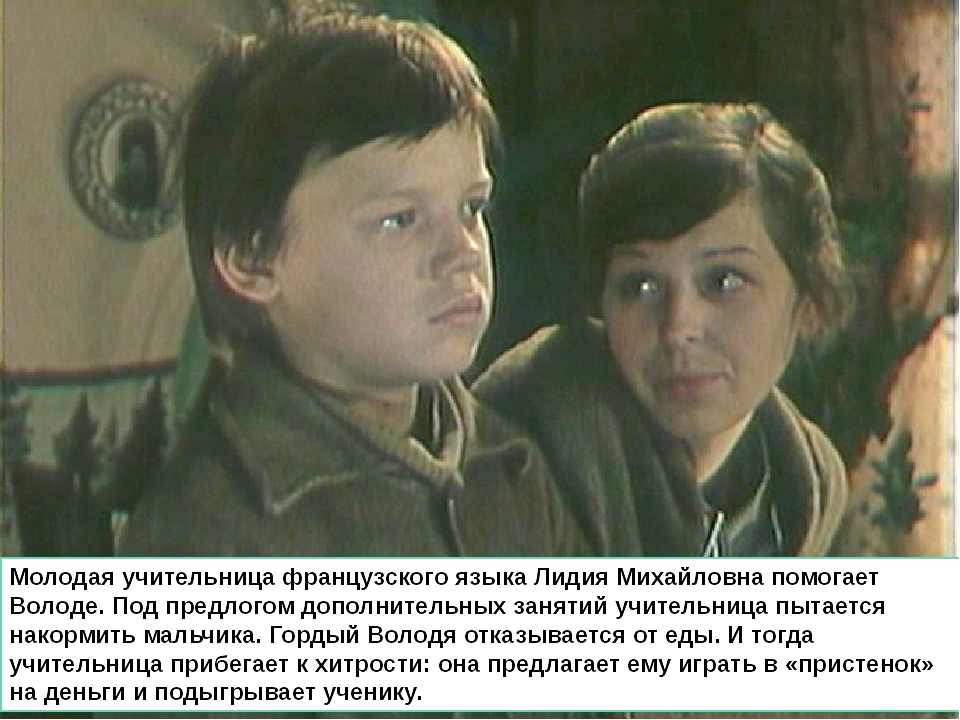 Молодая учительница французского языка Лидия Михайловна помогает
Володе. Под предлогом дополнительных занятий учительница пытается
накормить мальчика. Гордый Володя отказывается от еды. И тогда
учительница прибегает к хитрости: она предлагает ему играть в «пристенок»
на деньги и подыгрывает ученику.